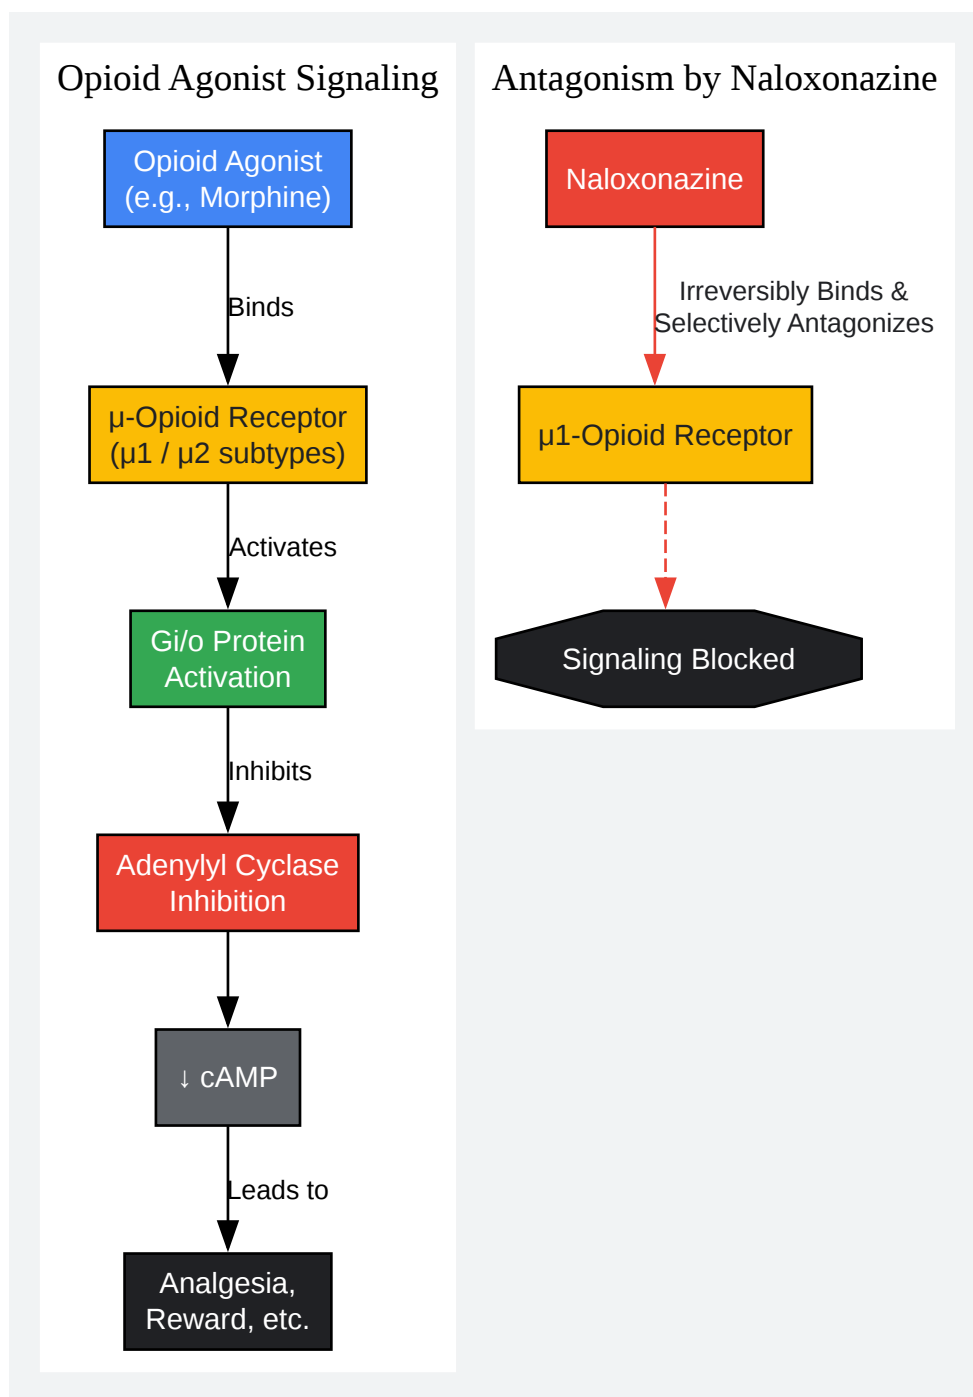 Opioid Agonist Signaling
Opioid Agonist
(e.g., Morphine)
Binds
μ-Opioid Receptor
(μ1 / μ2 subtypes)
Activates
Gi/o Protein
Activation
Inhibits
Adenylyl Cyclase
Inhibition
↓ cAMP
Leads to
Analgesia,
Reward, etc.
Antagonism by Naloxonazine
Naloxonazine
Irreversibly Binds &
Selectively Antagonizes
μ1-Opioid Receptor
Signaling Blocked